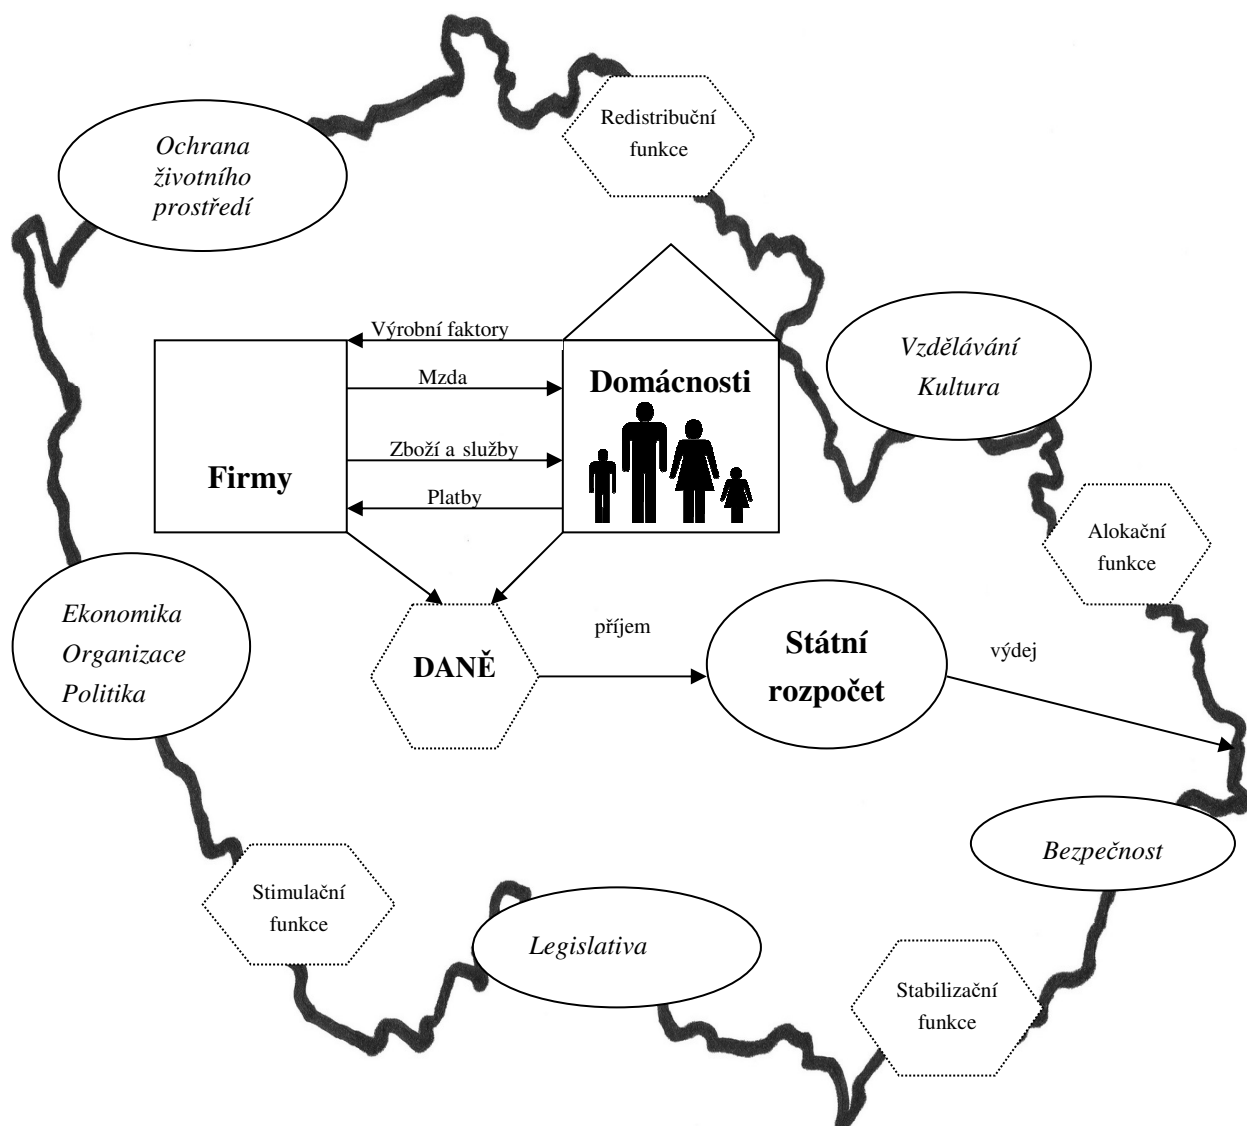 Redistribuční
funkce
Ochrana
životního
prostředí
Výrobní faktory
Mzda
Zboží a služby
Platby
Firmy
Domácnosti
Vzdělávání
Kultura
Alokační
funkce
Ekonomika
Organizace
Politika
DANĚ
příjem
Státní
rozpočet
výdej
Bezpečnost
Stimulační
funkce
Legislativa
Stabilizační
funkce